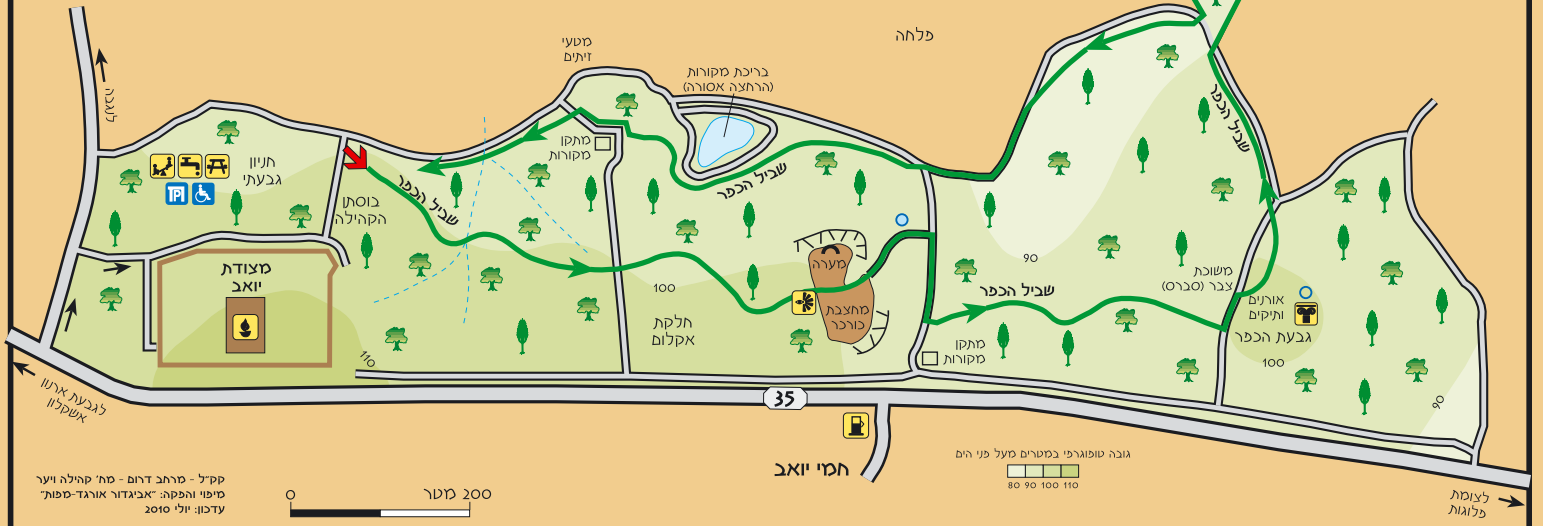 פלחה
מטעי
זיתים
בריכת מקורות
(הרחצה אסורה)
לנגבה
שביל הכפר
מתקן
מקורות
חניון
גבעתי
שביל הכפר
שביל הכפר
בוסתן
הקהילה
מצודת
יואב
מערה
90
משוכת
צבר (סברס)
100
שביל הכפר
אורנים
ותיקים
מחצבת
כורכר
חלקת
אקלום
גבעת הכפר
100
מתקן
מקורות
110
לגבעת ארנון
אשקלון
35
90
חמי יואב
גובה טופוגרפי במטרים מעל פני הים
80 90 100 110
קק"ל - מרחב דרום - מח' קהילה ויער
מיפוי והפקה: "אביגדור אורגד-מפות"
עדכון: יולי 2010
0 200 מטר
לצומת
פלוגות